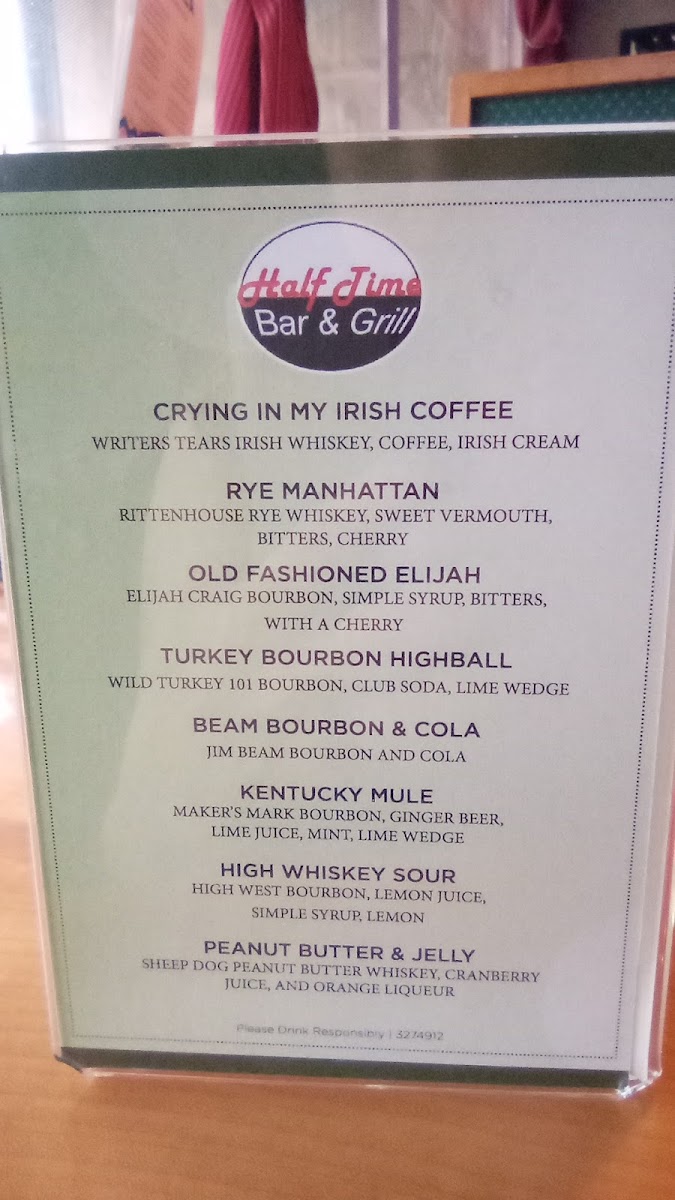 Half Time
Bar & Grill
CRYING IN MY IRISH COFFEE
WRITERS TEARS IRISH WHISKEY, COFFEE, IRISH CREAM
RYE MANHATTAN
RITTENHOUSE RYE WHISKEY, SWEET VERMOUTH,
BITTERS, CHERRY
OLD FASHIONED ELIJAH
ELIJAH CRAIG BOURBON, SIMPLE SYRUP, BITTERS,
WITH A CHERRY
TURKEY BOURBON HIGHBALL
WILD TURKEY 101 BOURBON, CLUB SODA, LIME WEDGE
BEAM BOURBON & COLA
JIM BEAM BOURBON AND COLA
KENTUCKY MULE
MAKER'S MARK BOURBON, GINGER BEER,
LIME JUICE, MINT, LIME WEDGE
HIGH WHISKEY SOUR
HIGH WEST BOURBON, LEMON JUICE,
SIMPLE SYRUP, LEMON
PEANUT BUTTER & JELLY
SHEEP DOG PEANUT BUTTER WHISKEY, CRANBERRY
JUICE, AND ORANGE LIQUEUR
Please Drink Responsibly | 3274912